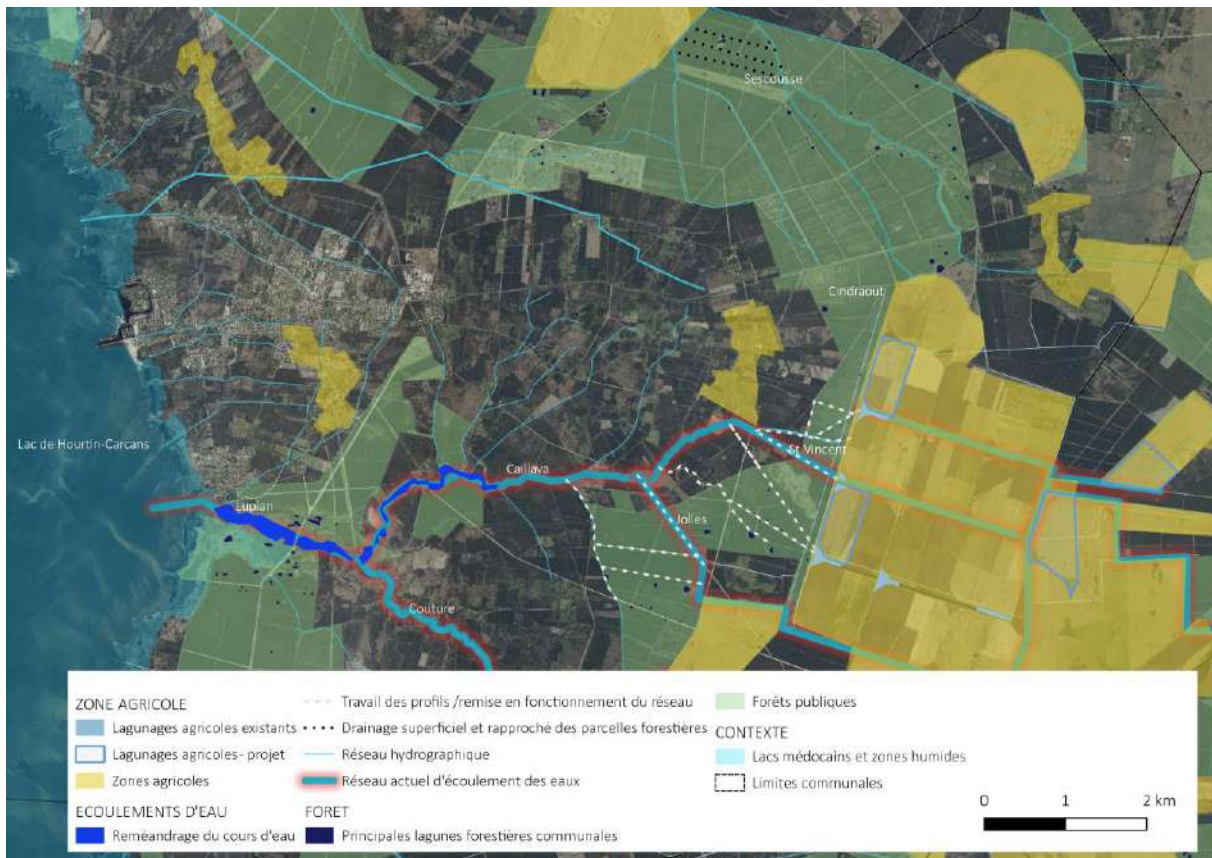 Sescousse
Cindraout
Lac de Hourtin-Carcans
Caillava
St Vincent
Lupian
Jolles
Couture
ZONE AGRICOLE
Lagunages agricoles existants
Lagunages agricoles- projet
Zones agricoles
ECOULEMENTS D'EAU
Reméandrage du cours d'eau
Travail des profils /remise en fonctionnement du réseau
Drainage superficiel et rapproché des parcelles forestières
Réseau hydrographique
Réseau actuel d'écoulement des eaux
FORET
Principales lagunes forestières communales
Forêts publiques
CONTEXTE
Lacs médocains et zones humides
Limites communales
0 1 2 km